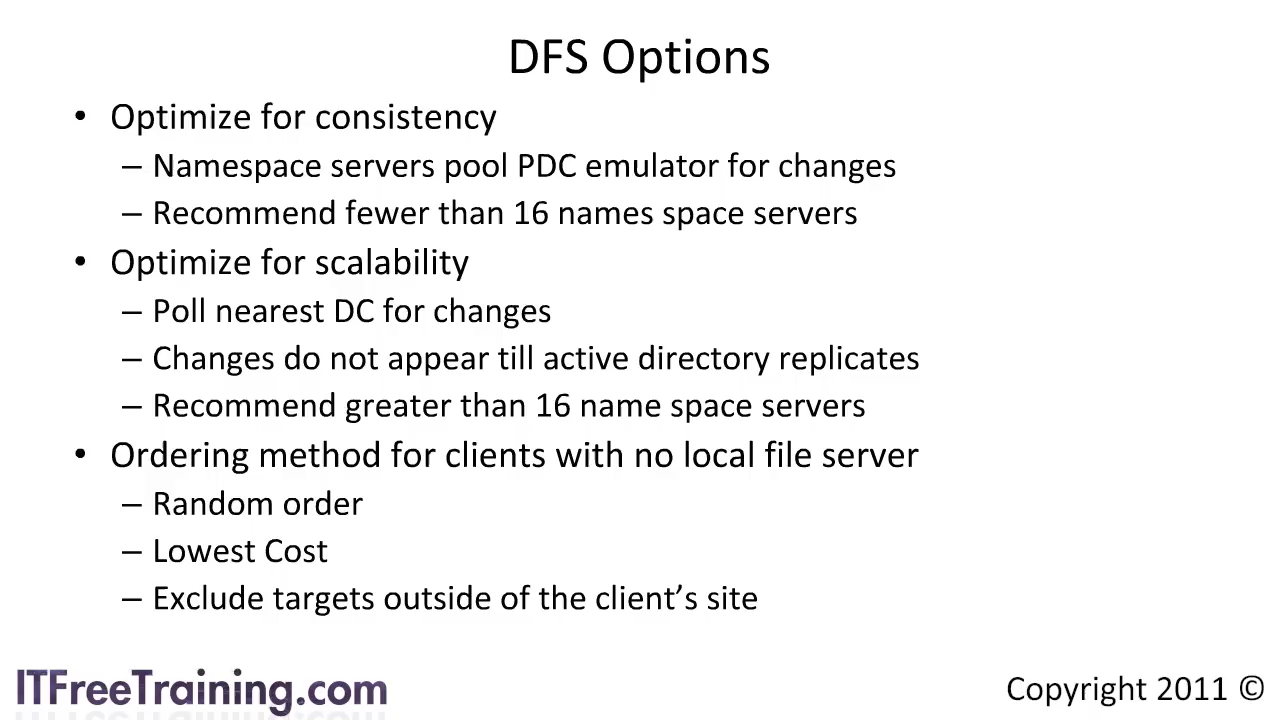 DFS Options
• Optimize for consistency
– Namespace servers pool PDC emulator for changes
– Recommend fewer than 16 names space servers
• Optimize for scalability
– Poll nearest DC for changes
– Changes do not appear till active directory replicates
– Recommend greater than 16 name space servers
• Ordering method for clients with no local file server
– Random order
– Lowest Cost
– Exclude targets outside of the client’s site
ITFreeTraining.com
Copyright 2011 ©